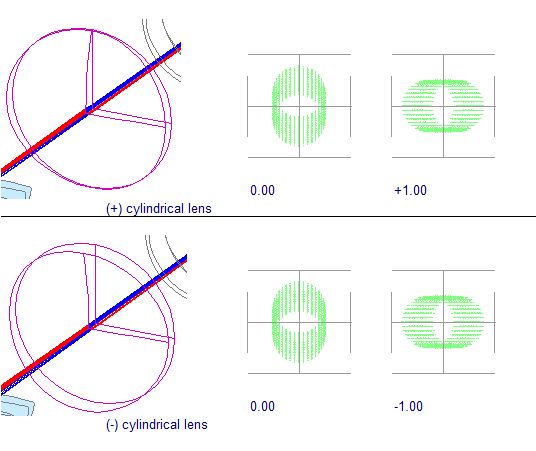 0.00 +1.00
(+) cylindrical lens
0.00 -1.00
(-) cylindrical lens